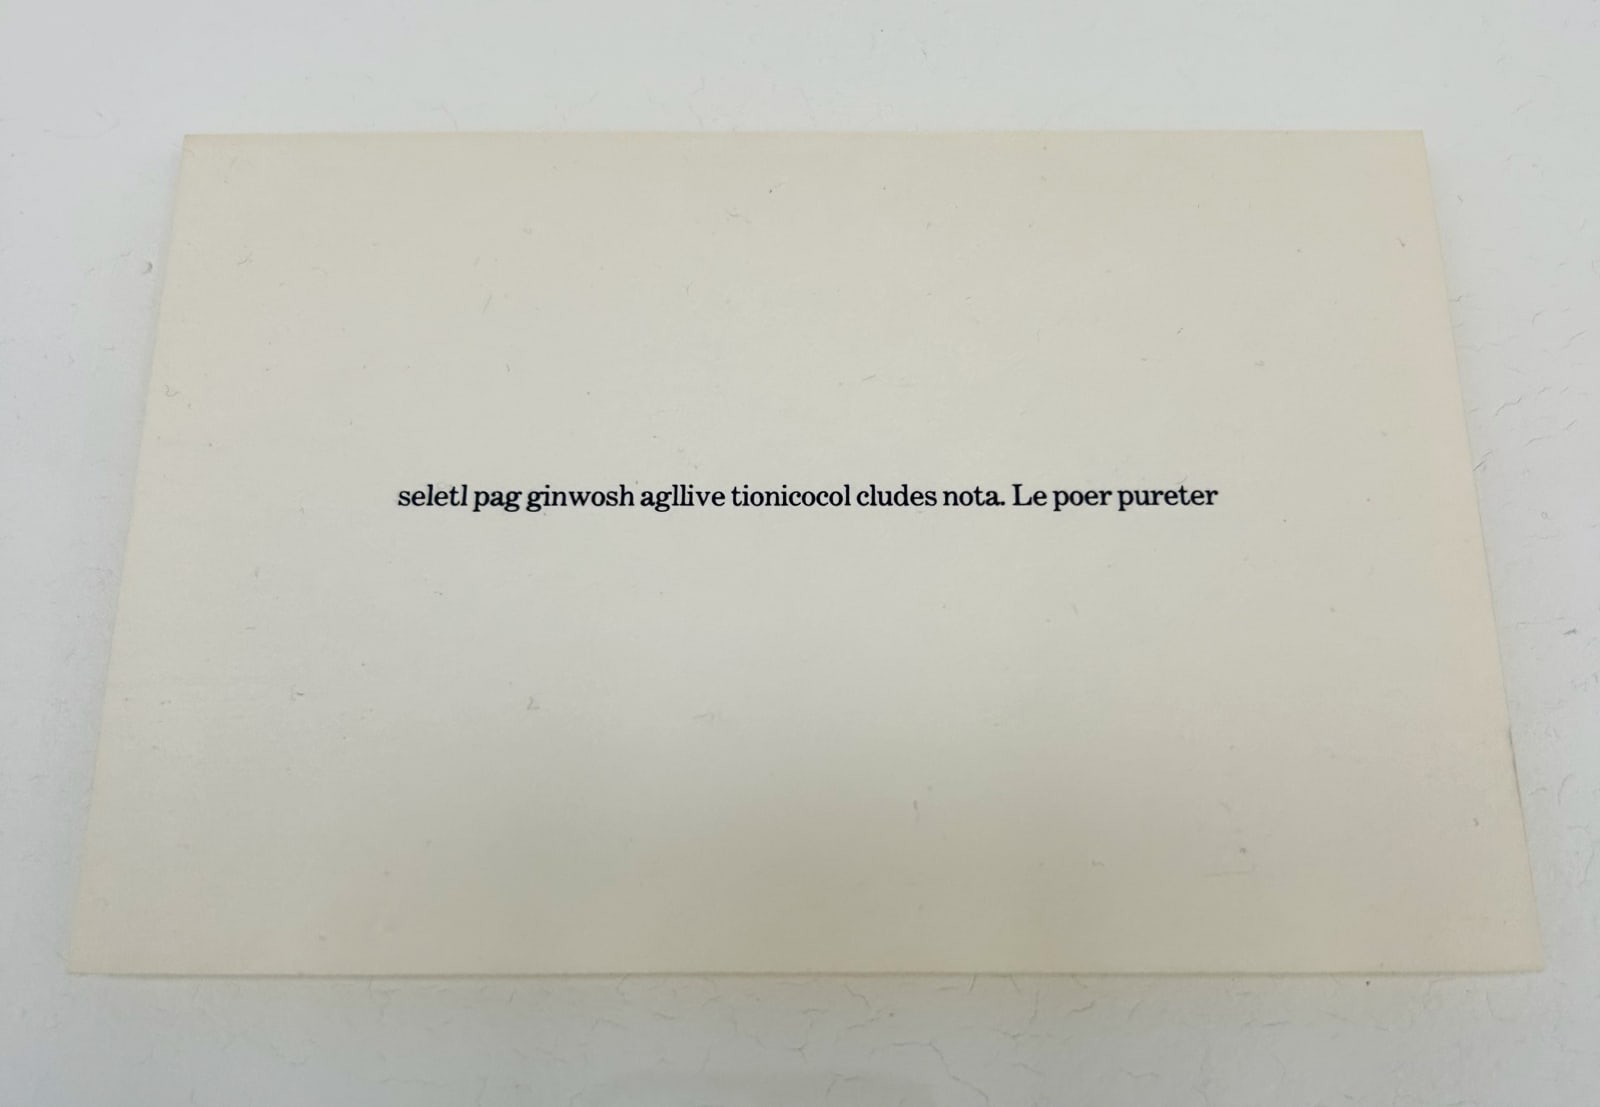 seletl pag ginwosh agllive tionicocol cludes nota. Le poer pureter